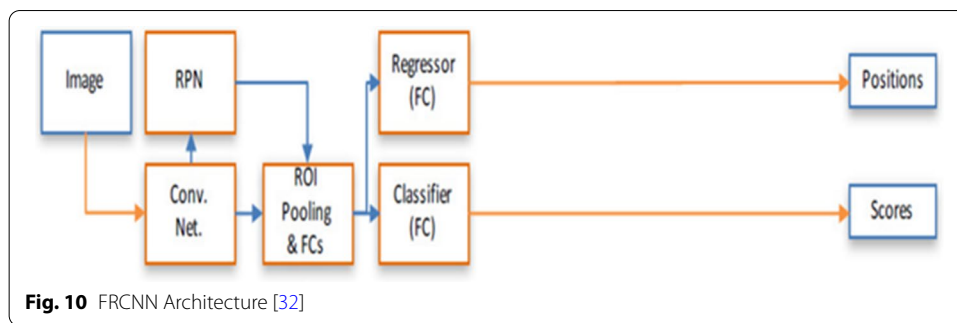 Image
RPN
Regressor
(FC)
Positions
Conv.
Net.
ROI
Pooling
& FCs
Classifier
(FC)
Scores
Fig. 10 FRCNN Architecture [32]